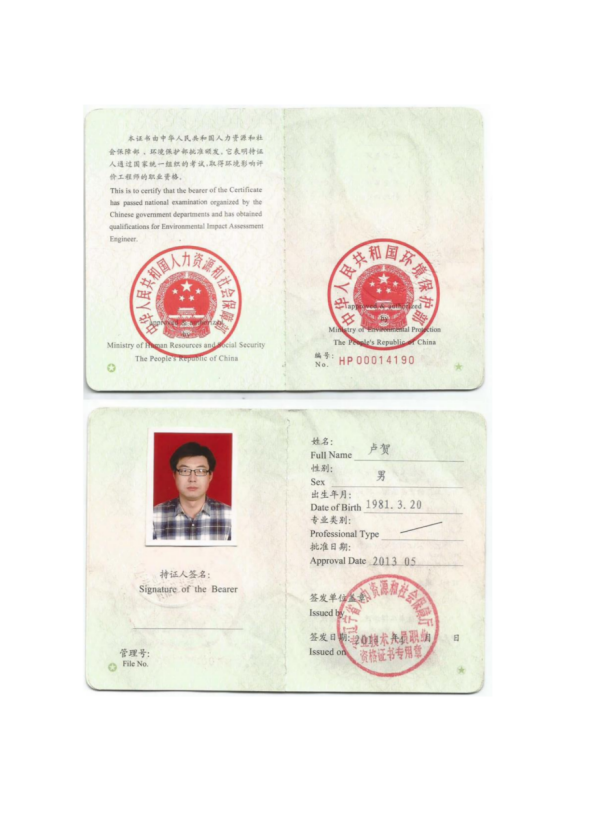 本证书由中华人民共和国人力资源和社
会保障部、环境保护部批准颁发。它表明持证
人通过国家统一组织的考试，取得环境影响评
价工程师的职业资格。
This is to certify that the bearer of the Certificate
has passed national examination organized by the
Chinese government departments and has obtained
qualifications for Environmental Impact Assessment
Engineer.
中华人民共和国人力资源和社会保障部
approved & authorized
by
Ministry of Human Resources and Social Security
The People's Republic of China
中华人民共和国环境保护部
approved & authorized
by
Ministry of Environmental Protection
The People's Republic of China
编号:
No. HP00014190
持证人签名:
Signature of the Bearer
管理号:
File No.
姓名:
Full Name 卢贺
性别:
Sex 男
出生年月:
Date of Birth 1981.3.20
专业类别:
Professional Type
批准日期:
Approval Date 2013 05
签发单位盖章
Issued by
签发日期: 年 月 日
Issued on
辽宁省人力资源和社会保障厅
资格证书专用章